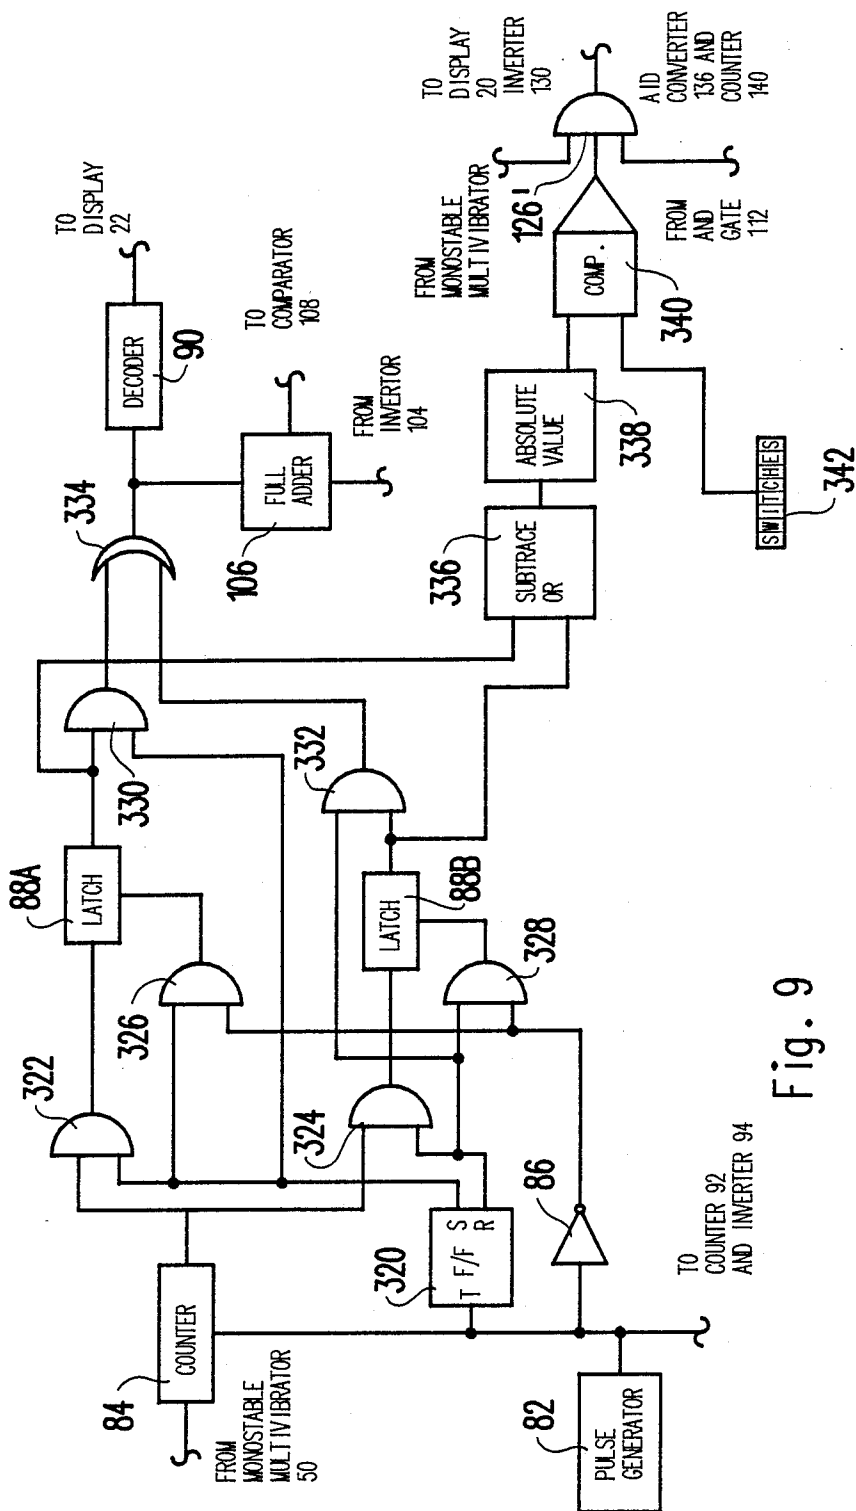 TO
DISPLAY
22
DECODER
90
TO
COMPARATOR
108
FULL
ADDER
106
FROM
INVERTOR
104
334
330
LATCH
88A
322
326
332
LATCH
88B
328
324
COUNTER
84
FROM
MONOSTABLE
MULTIVIBRATOR
50
T F/F S
R
320
86
PULSE
GENERATOR
82
TO
COUNTER 92
AND INVERTER 94
TO
DISPLAY
20 INVERTER
130
AID
CONVERTER
136 AND
COUNTER
140
FROM
MONOSTABLE
MULTIVIBRATOR
126'
FROM
AND
GATE
112
COMP.
340
ABSOLUTE
VALUE
338
SUBTRACE
OR
336
SWITCHES
342
Fig. 9